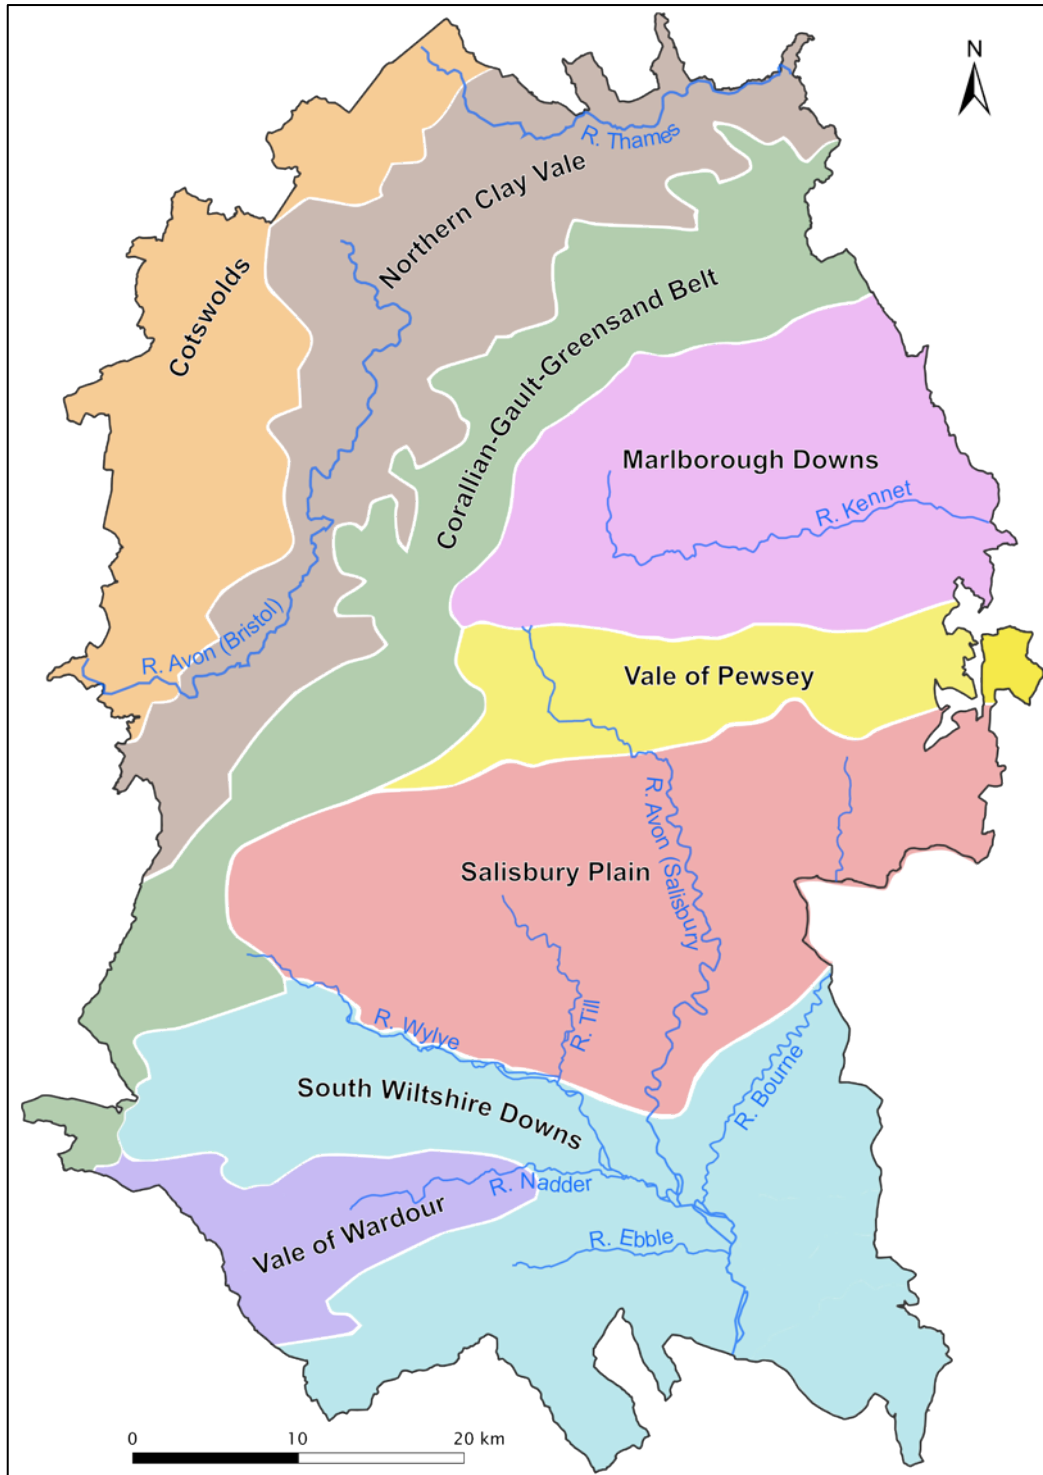 N
R. Thames
Northern Clay Vale
Cotswolds
Corallian-Gault-Greensand Belt
Marlborough Downs
R. Kennet
R. Avon (Bristol)
Vale of Pewsey
R. Avon (Salisbury
Salisbury Plain
R. Till
R. Wylye
R. Bourne
South Wiltshire Downs
R. Nadder
Vale of Wardour
R. Ebble
0 10 20 km